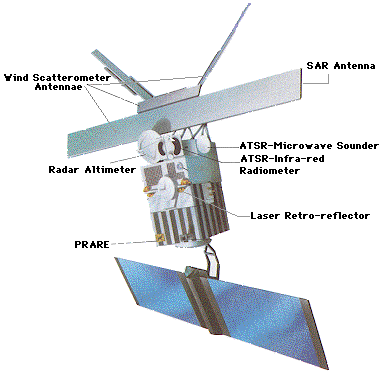 SAR Antenna
Wind Scatterometer
Antennae
ATSR-Microwave Sounder
ATSR-Infra-red
Radiometer
Radar Altimeter
Laser Retro-reflector
PRARE